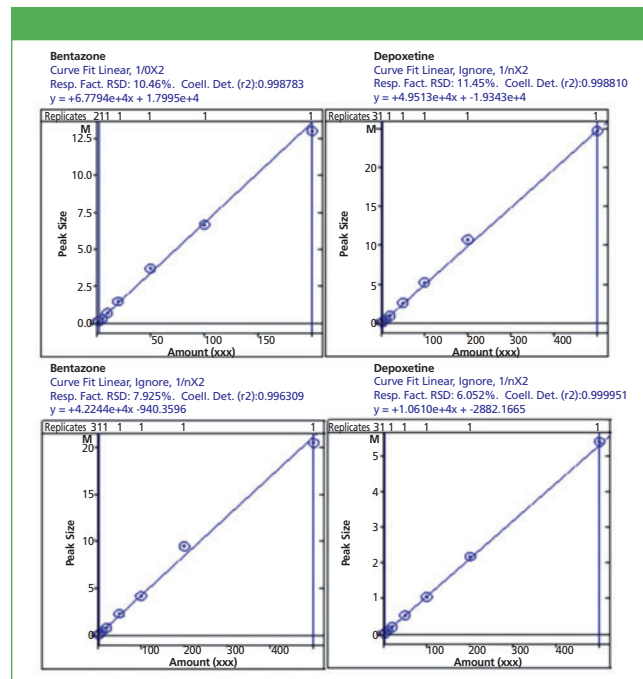 Bentazone
Curve Fit Linear, 1/0X2
Resp. Fact. RSD: 10.46%. Coell. Det. (r2):0.998783
y = +6.7794e+4x + 1.7995e+4
Replicates 211 1 1 1 1
M
12.5
10.0
7.5
5.0
2.5
0.0
Peak Size
50 100 150
Amount (xxx)
Depoxetine
Curve Fit Linear, Ignore, 1/nX2
Resp. Fact. RSD: 11.45%. Coell. Det. (r2):0.998810
y = +4.9513e+4x + -1.9343e+4
Replicates 31 1 1 1 1 1
M
25
20
15
10
5
0
Peak Size
100 200 300 400
Amount (xxx)
Bentazone
Curve Fit Linear, Ignore, 1/nX2
Resp. Fact. RSD: 7.925%. Coell. Det. (r2):0.996309
y = +4.2244e+4x -940.3596
Replicates 311 1 1 1 1
M
20
15
10
5
0
Peak Size
100 200 300 400
Amount (xxx)
Depoxetine
Curve Fit Linear, Ignore, 1/nX2
Resp. Fact. RSD: 6.052%. Coell. Det. (r2):0.999951
y = +1.0610e+4x + -2882.1665
Replicates 31 1 1 1 1 1
M
5
4
3
2
1
0
Peak Size
100 200 300 400
Amount (xxx)